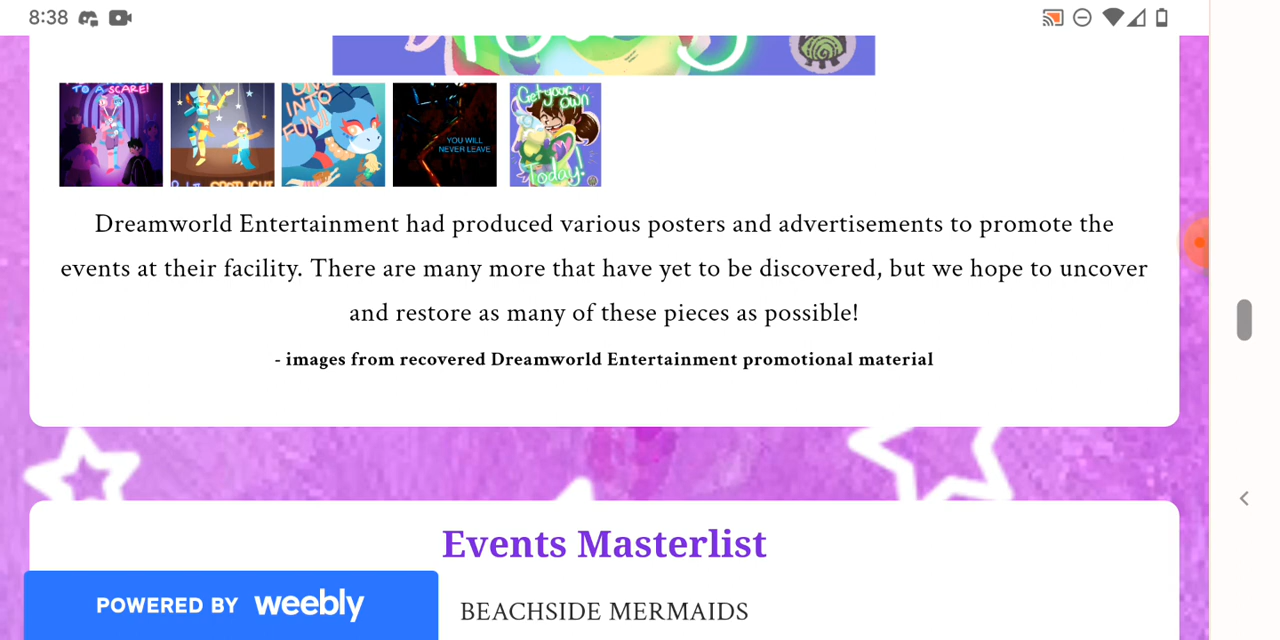 8:38
TO A SCARE!
INTO
FUN!
YOU WILL
NEVER LEAVE
Get your
own
Today!
Dreamworld Entertainment had produced various posters and advertisements to promote the
events at their facility. There are many more that have yet to be discovered, but we hope to uncover
and restore as many of these pieces as possible!
- images from recovered Dreamworld Entertainment promotional material
Events Masterlist
POWERED BY weebly
BEACHSIDE MERMAIDS